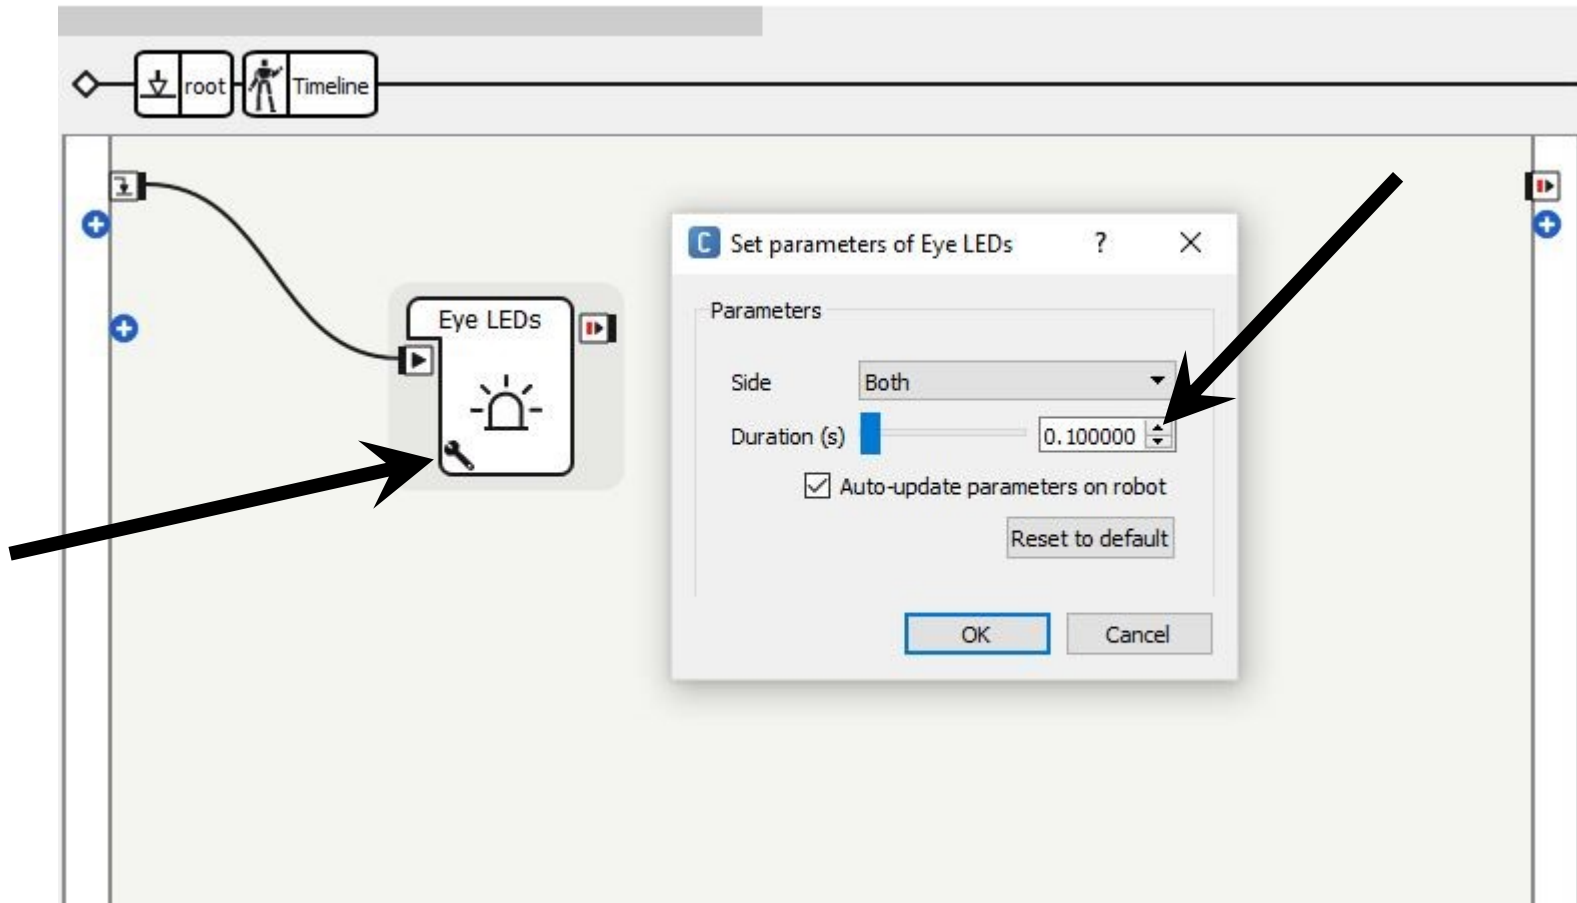 root
Timeline
Eye LEDs
C Set parameters of Eye LEDs ?
Parameters
Side Both
Duration (s) 0.100000
Auto-update parameters on robot
Reset to default
OK Cancel